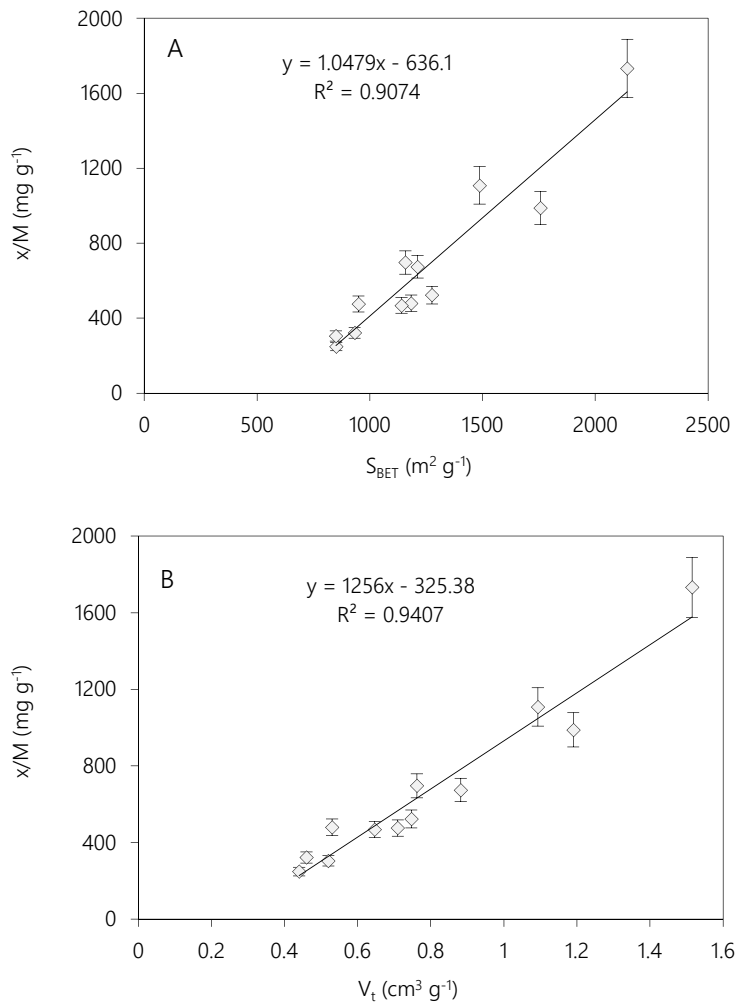 2000
A
y = 1.0479x - 636.1
R² = 0.9074
1600
1200
800
400
0
x/M (mg g⁻¹)
0 500 1000 1500 2000 2500
S_BET (m² g⁻¹)
2000
B
y = 1256x - 325.38
R² = 0.9407
1600
1200
800
400
0
x/M (mg g⁻¹)
0 0.2 0.4 0.6 0.8 1 1.2 1.4 1.6
V_t (cm³ g⁻¹)